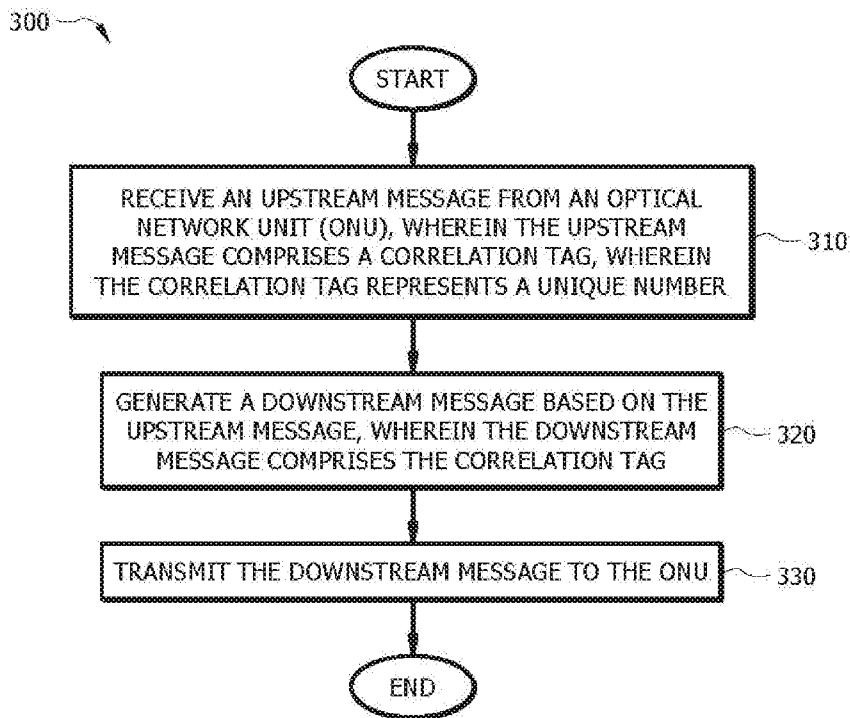 300
START
RECEIVE AN UPSTREAM MESSAGE FROM AN OPTICAL
NETWORK UNIT (ONU), WHEREIN THE UPSTREAM
MESSAGE COMPRISES A CORRELATION TAG, WHEREIN
THE CORRELATION TAG REPRESENTS A UNIQUE NUMBER
310
GENERATE A DOWNSTREAM MESSAGE BASED ON THE
UPSTREAM MESSAGE, WHEREIN THE DOWNSTREAM
MESSAGE COMPRISES THE CORRELATION TAG
320
TRANSMIT THE DOWNSTREAM MESSAGE TO THE ONU
330
END